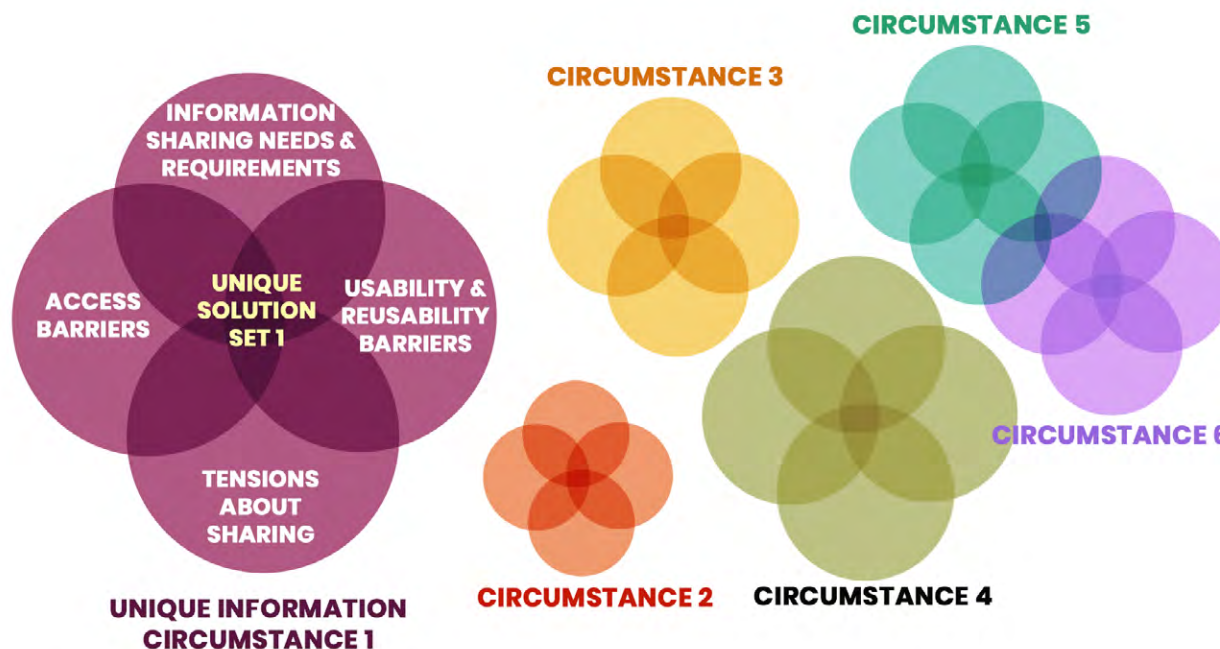 INFORMATION
SHARING NEEDS &
REQUIREMENTS
ACCESS
BARRIERS
UNIQUE
SOLUTION
SET 1
USABILITY &
REUSABILITY
BARRIERS
TENSIONS
ABOUT
SHARING
UNIQUE INFORMATION
CIRCUMSTANCE 1
CIRCUMSTANCE 2
CIRCUMSTANCE 3
CIRCUMSTANCE 4
CIRCUMSTANCE 5
CIRCUMSTANCE 6